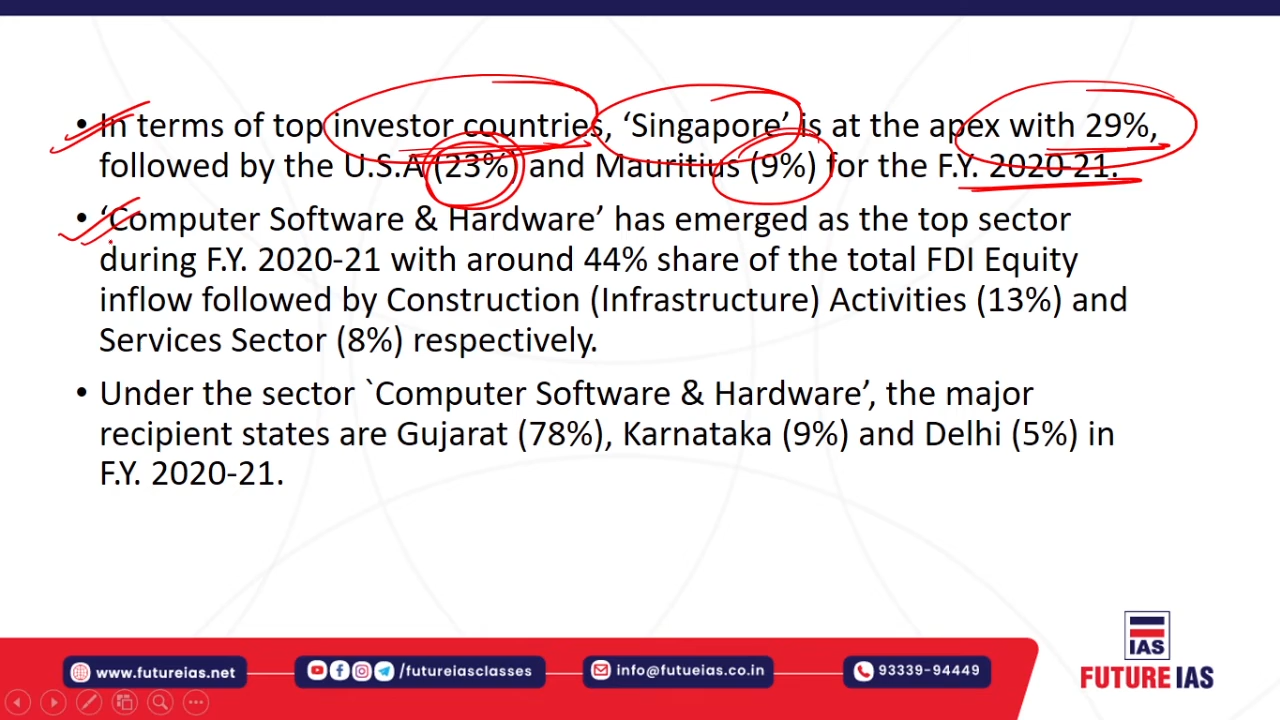 • In terms of top investor countries, ‘Singapore’ is at the apex with 29%,
followed by the U.S.A (23%) and Mauritius (9%) for the F.Y. 2020-21.
• ‘Computer Software & Hardware’ has emerged as the top sector
during F.Y. 2020-21 with around 44% share of the total FDI Equity
inflow followed by Construction (Infrastructure) Activities (13%) and
Services Sector (8%) respectively.
• Under the sector `Computer Software & Hardware’, the major
recipient states are Gujarat (78%), Karnataka (9%) and Delhi (5%) in
F.Y. 2020-21.
IAS
FUTURE IAS
www.futureias.net
/futureiasclasses
info@futueias.co.in
93339-94449